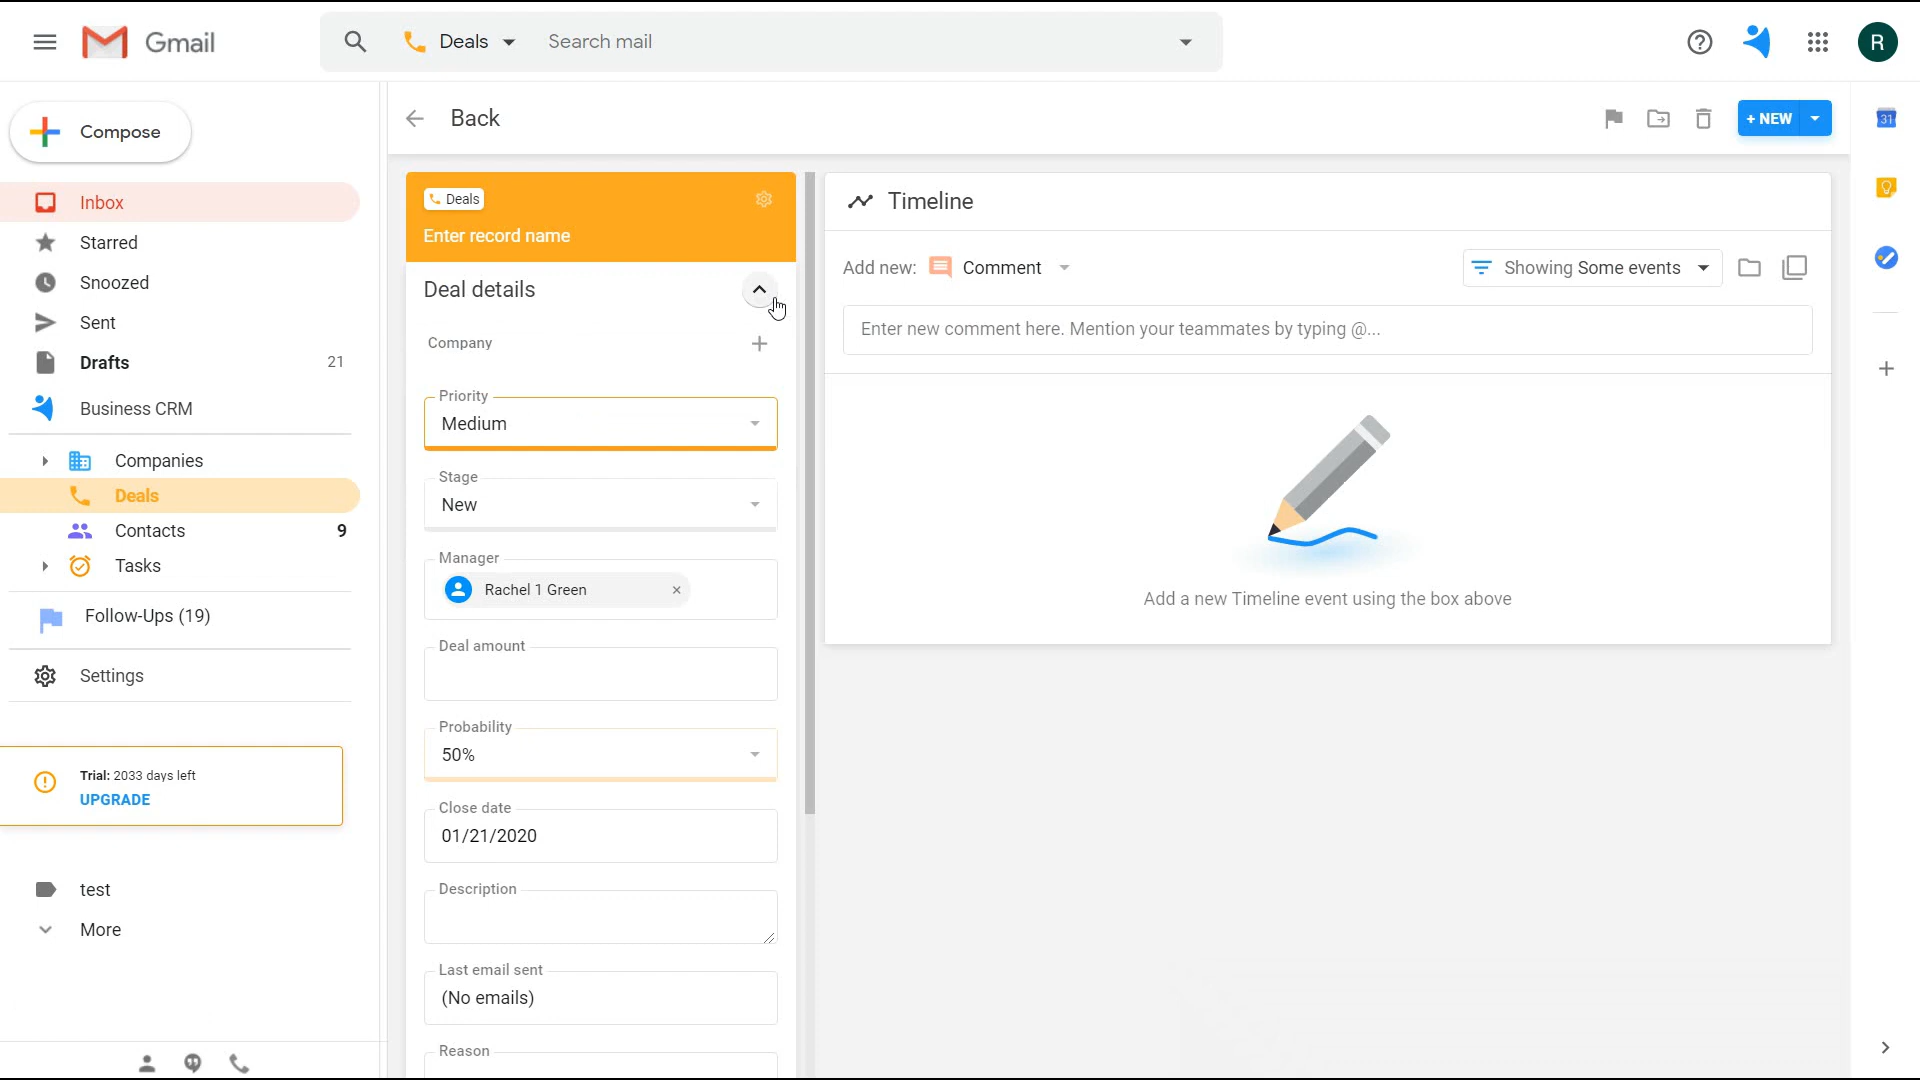 Gmail
Deals
Search mail
R
Compose
Back
+ NEW
31
Inbox
Starred
Snoozed
Sent
Drafts 21
Business CRM
Companies
Deals
Contacts 9
Tasks
Follow-Ups (19)
Settings
Trial: 2033 days left
UPGRADE
test
More
Deals
Enter record name
Deal details
Company
Priority
Medium
Stage
New
Manager
Rachel 1 Green
Deal amount
Probability
50%
Close date
01/21/2020
Description
Last email sent
(No emails)
Reason
Timeline
Add new: Comment
Showing Some events
Enter new comment here. Mention your teammates by typing @...
Add a new Timeline event using the box above